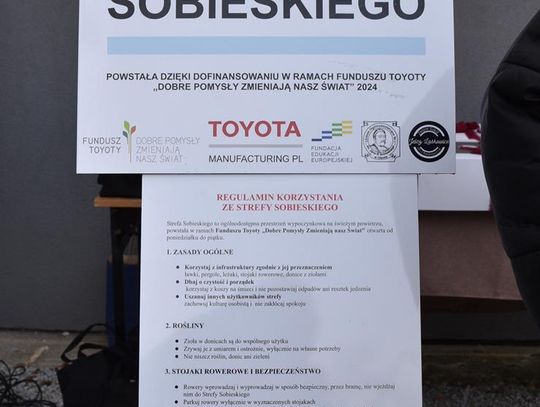 SOBIESKIEGO
POWSTAŁA DZIĘKI DOFINANSOWANIU W RAMACH FUNDUSZU TOYOTY
„DOBRE POMYSŁY ZMIENIAJĄ NASZ ŚWIAT” 2024
FUNDUSZ
TOYOTY
DOBRE POMYSŁY
ZMIENIAJĄ
NASZ ŚWIAT
TOYOTA
MANUFACTURING PL
FUNDACJA
EDUKACJI
EUROPEJSKIEJ
REGULAMIN KORZYSTANIA
ZE STREFY SOBIESKIEGO
Strefa Sobieskiego to ogólnodostępna przestrzeń wypoczynkowa na świeżym powietrzu,
powstała w ramach Funduszu Toyoty „Dobre Pomysły Zmieniają nasz Świat” otwarta od
poniedziałku do piątku.
1. ZASADY OGÓLNE
• Korzystaj z infrastruktury zgodnie z jej przeznaczeniem
ławki, pergole, leżaki, stojaki rowerowe, donice z ziołami
• Dbaj o czystość i porządek
korzystaj z koszy na śmieci i nie pozostawiaj odpadów ani resztek jedzenia
• Uszanuj innych użytkowników strefy
zachowuj kulturę osobistą i nie zakłócaj spokoju
2. ROŚLINY
• Zioła w donicach są do wspólnego użytku
• Zrywaj je z umiarem i ostrożnie, wyłącznie na własne potrzeby
• Nie niszcz roślin, donic ani zieleni
3. STOJAKI ROWEROWE I BEZPIECZEŃSTWO
• Rowery wprowadzaj i wyprowadzaj w sposób bezpieczny, przez bramę, nie wjeżdżaj
nim do Strefy Sobieskiego
• Parkuj rowery wyłącznie w wyznaczonych stojakach